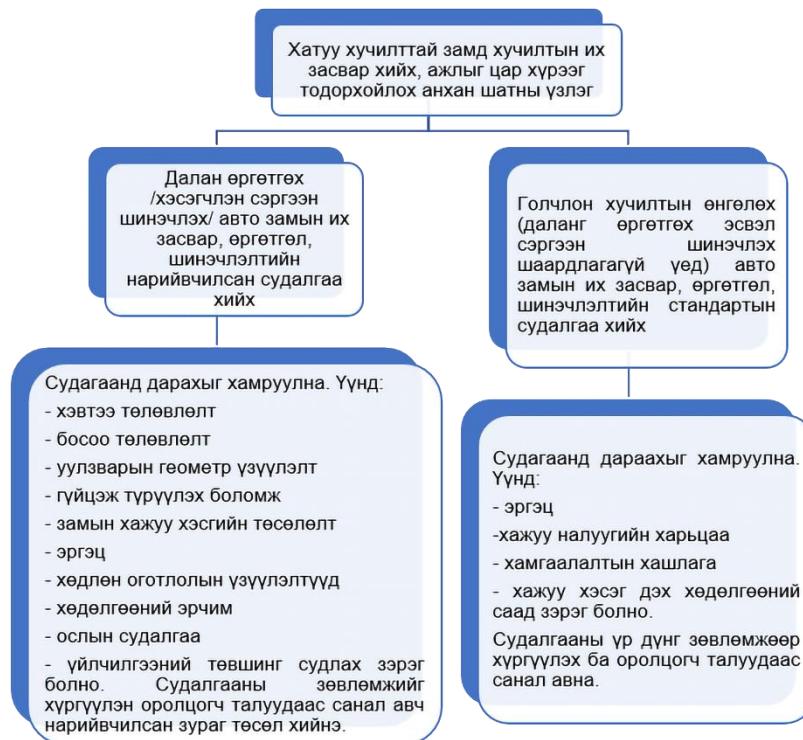 Хатуу хучилттай замд хучилтын их
засвар хийх, ажлыг цар хүрээг
тодорхойлох анхан шатны үзлэг
Далан өргөтгөх
/хэсэгчлэн сэргээн
шинэчлэх/ авто замын их
засвар, өргөтгөл,
шинэчлэлтийн
нарийвчилсан судалгаа
хийх
Судагаанд дарахыг хамруулна. Үүнд:
- хэвтээ төлөвлөлт
- босоо төлөвлөлт
- уулзварын геометр үзүүлэлт
- гүйцэж түрүүлэх боломж
- замын хажуу хэсгийн төсөлөлт
- эргэц
- хөдлөн оготлолын үзүүлэлтүүд
- хөдөлгөөний эрчим
- ослын судалгаа
- үйлчилгээний төвшинг судлах зэрэг
болно. Судалгааны зөвлөмжийг
хүргүүлэн оролцогч талуудаас санал авч
нарийвчилсан зураг төсөл хийнэ.
Голчлон хучилтын өнгөлөх
(даланг өргөтгөх эсвэл
сэргээн шинэчлэх
шаардлагагүй үед) авто
замын их засвар, өргөтгөл,
шинэчлэлтийн стандартын
судалгаа хийх
Судагаанд дараахыг хамруулна.
Үүнд:
- эргэц
-хажуу налуугийн харьцаа
- хамгаалалтын хашлага
- хажуу хэсэг дэх хөдөлгөөний
саад зэрэг болно.
Судалгааны үр дүнг зөвлөмжөөр
хүргүүлэх ба оролцогч талуудаас
санал авна.